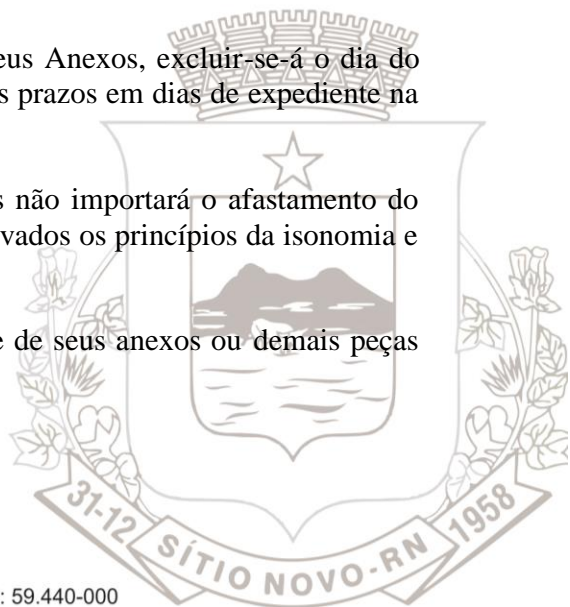 eus Anexos, excluir-se-á o dia do
s prazos em dias de expediente na
s não importará o afastamento do
vados os princípios da isonomia e
e de seus anexos ou demais peças
31-12 SÍTIO NOVO-RN 1958
: 59.440-000